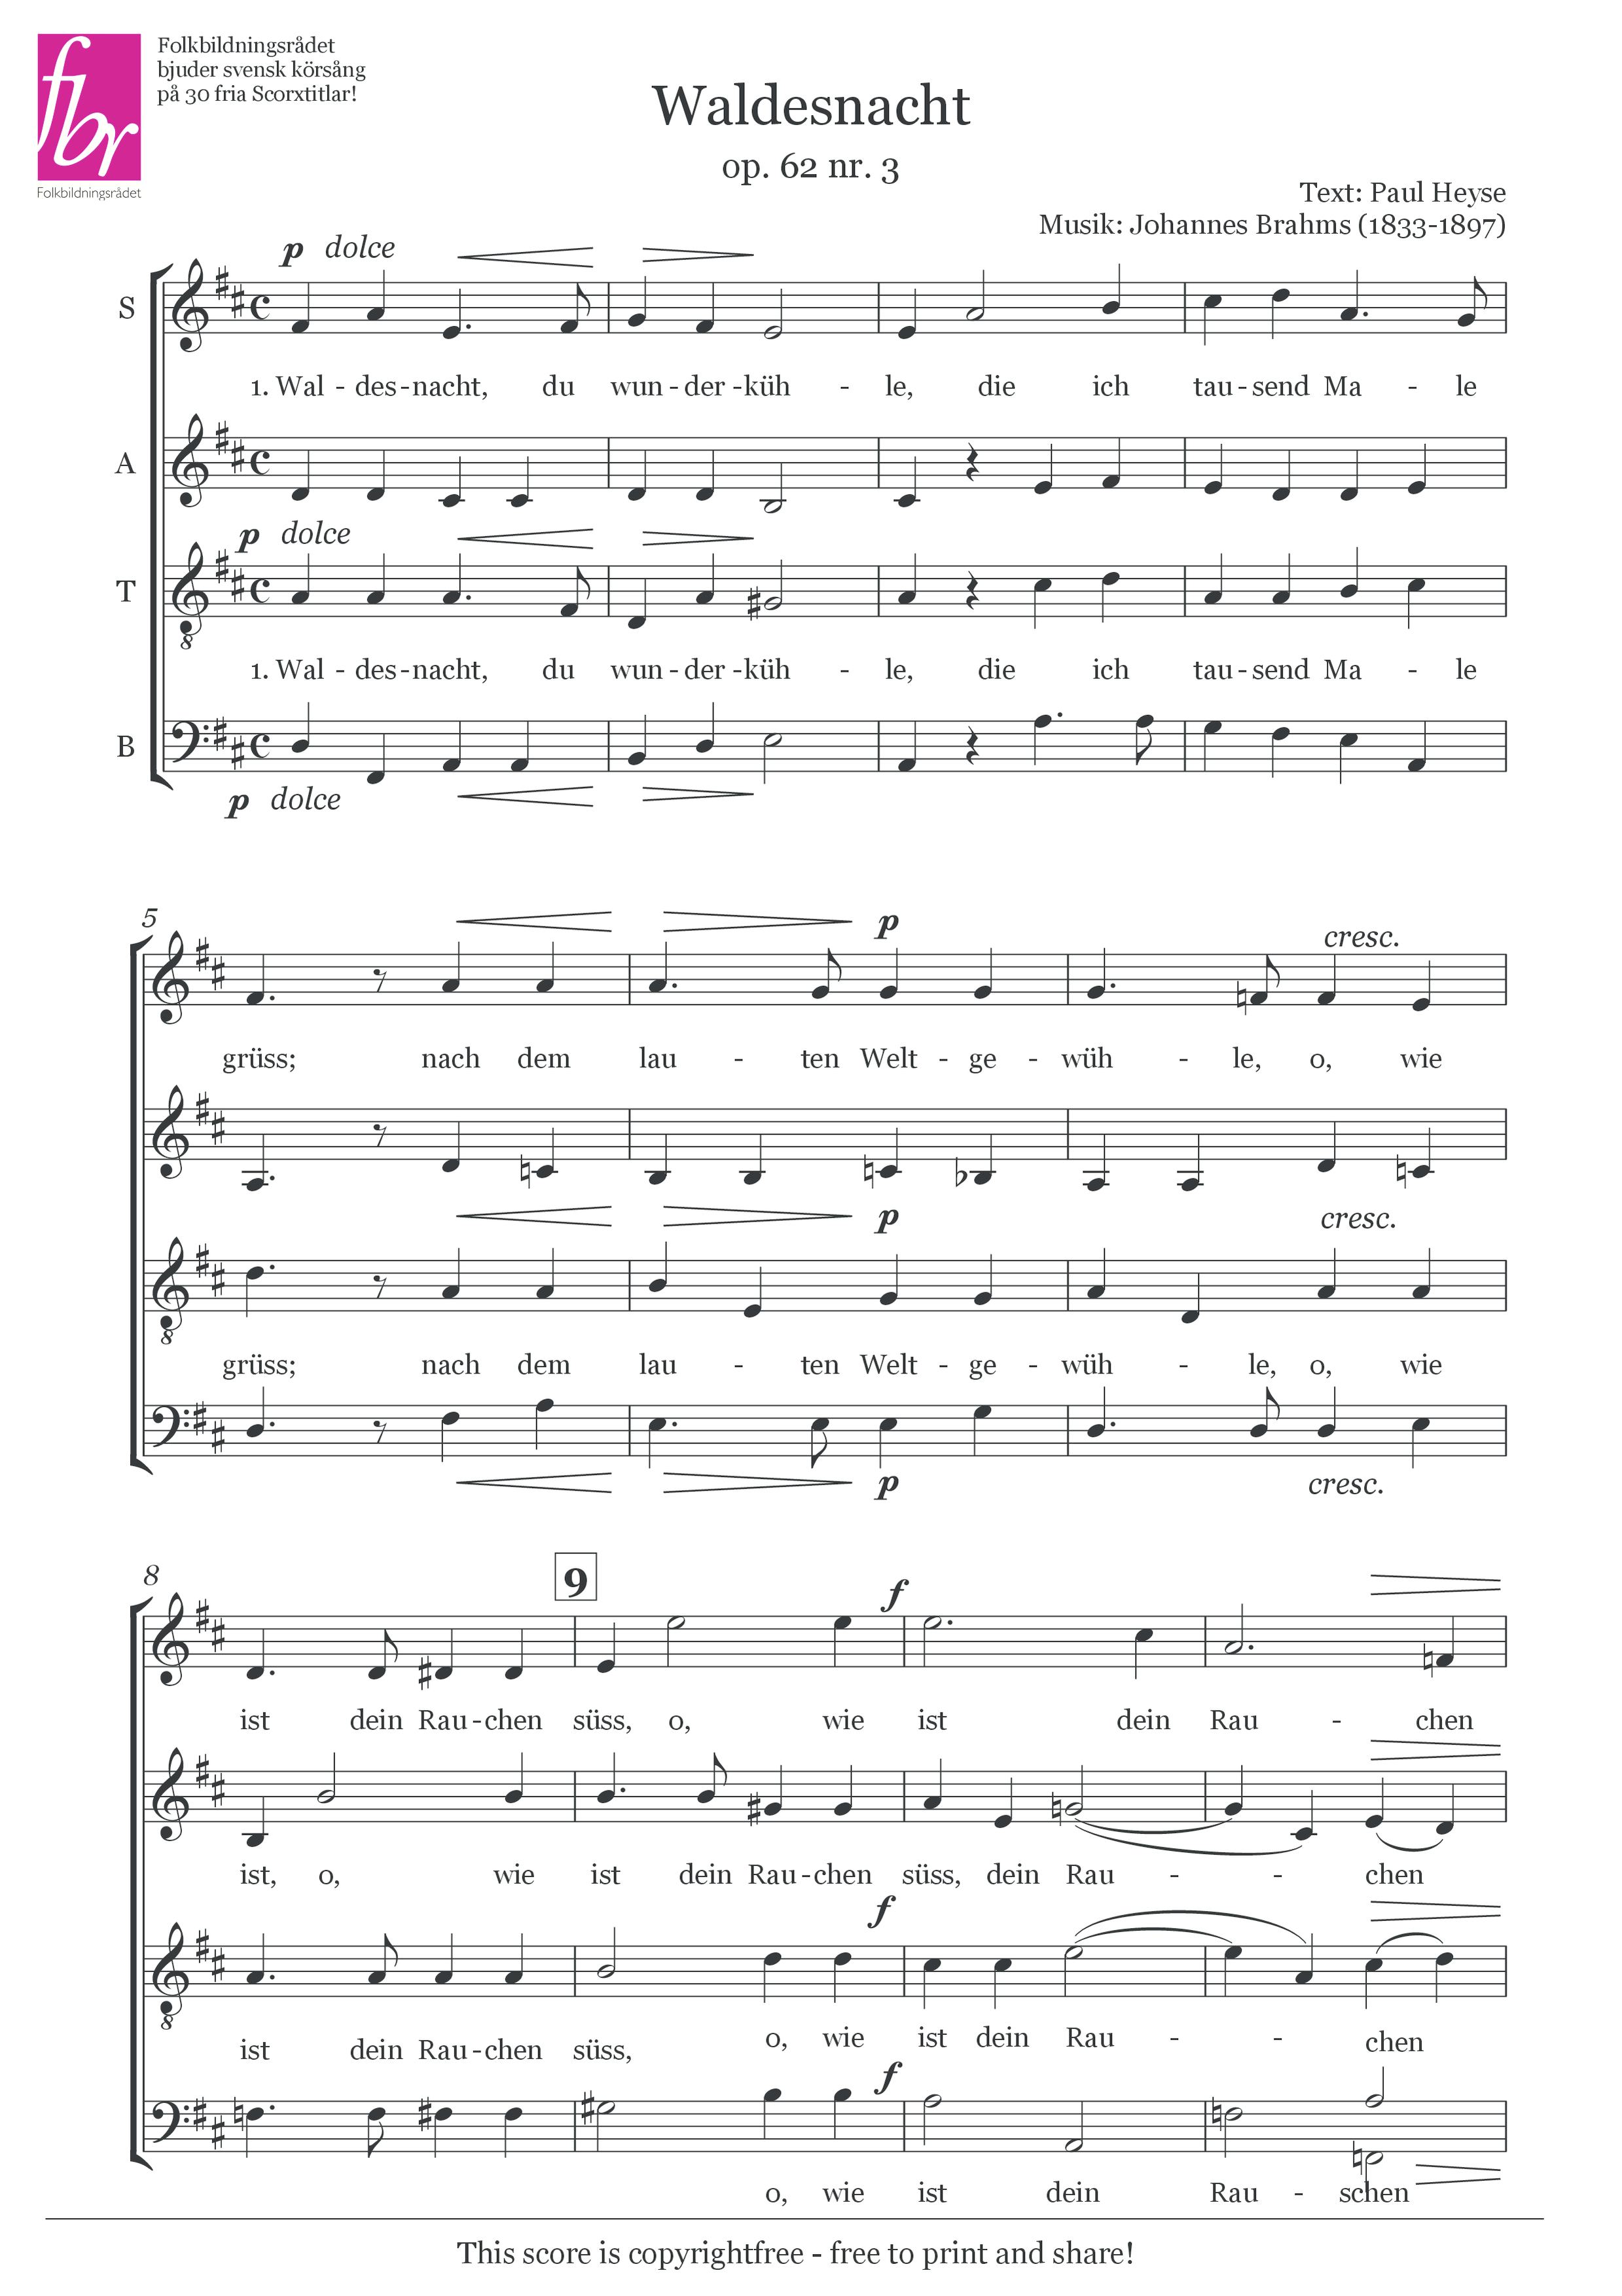 fbr
Folkbildningsrådet
Folkbildningsrådet
bjuder svensk körsång
på 30 fria Scorxtitlar!
Waldesnacht
op. 62 nr. 3
Text: Paul Heyse
Musik: Johannes Brahms (1833-1897)
p dolce
S
1. Wal - des - nacht, du wun - der - küh - le, die ich tau - send Ma - le
A
p dolce
T
8
1. Wal - des - nacht, du wun - der - küh - le, die ich tau - send Ma - le
B
p dolce
5
p cresc.
grüss; nach dem lau - ten Welt - ge - wüh - le, o, wie
p cresc.
8
grüss; nach dem lau - ten Welt - ge - wüh - le, o, wie
p cresc.
8 9
f
ist dein Rau - chen süss, o, wie ist dein Rau - chen
ist, o, wie ist dein Rau - chen süss, dein Rau - - chen
f
8
ist dein Rau - chen süss, o, wie ist dein Rau - - chen
f
o, wie ist dein Rau - schen
This score is copyrightfree - free to print and share!